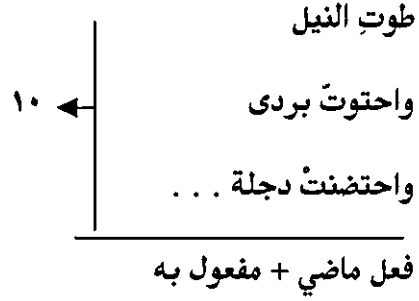 طوتِ النيل
واحتوتْ بردى
١٠
واحتضنتْ دجلة . . .
فعل ماضي + مفعول به